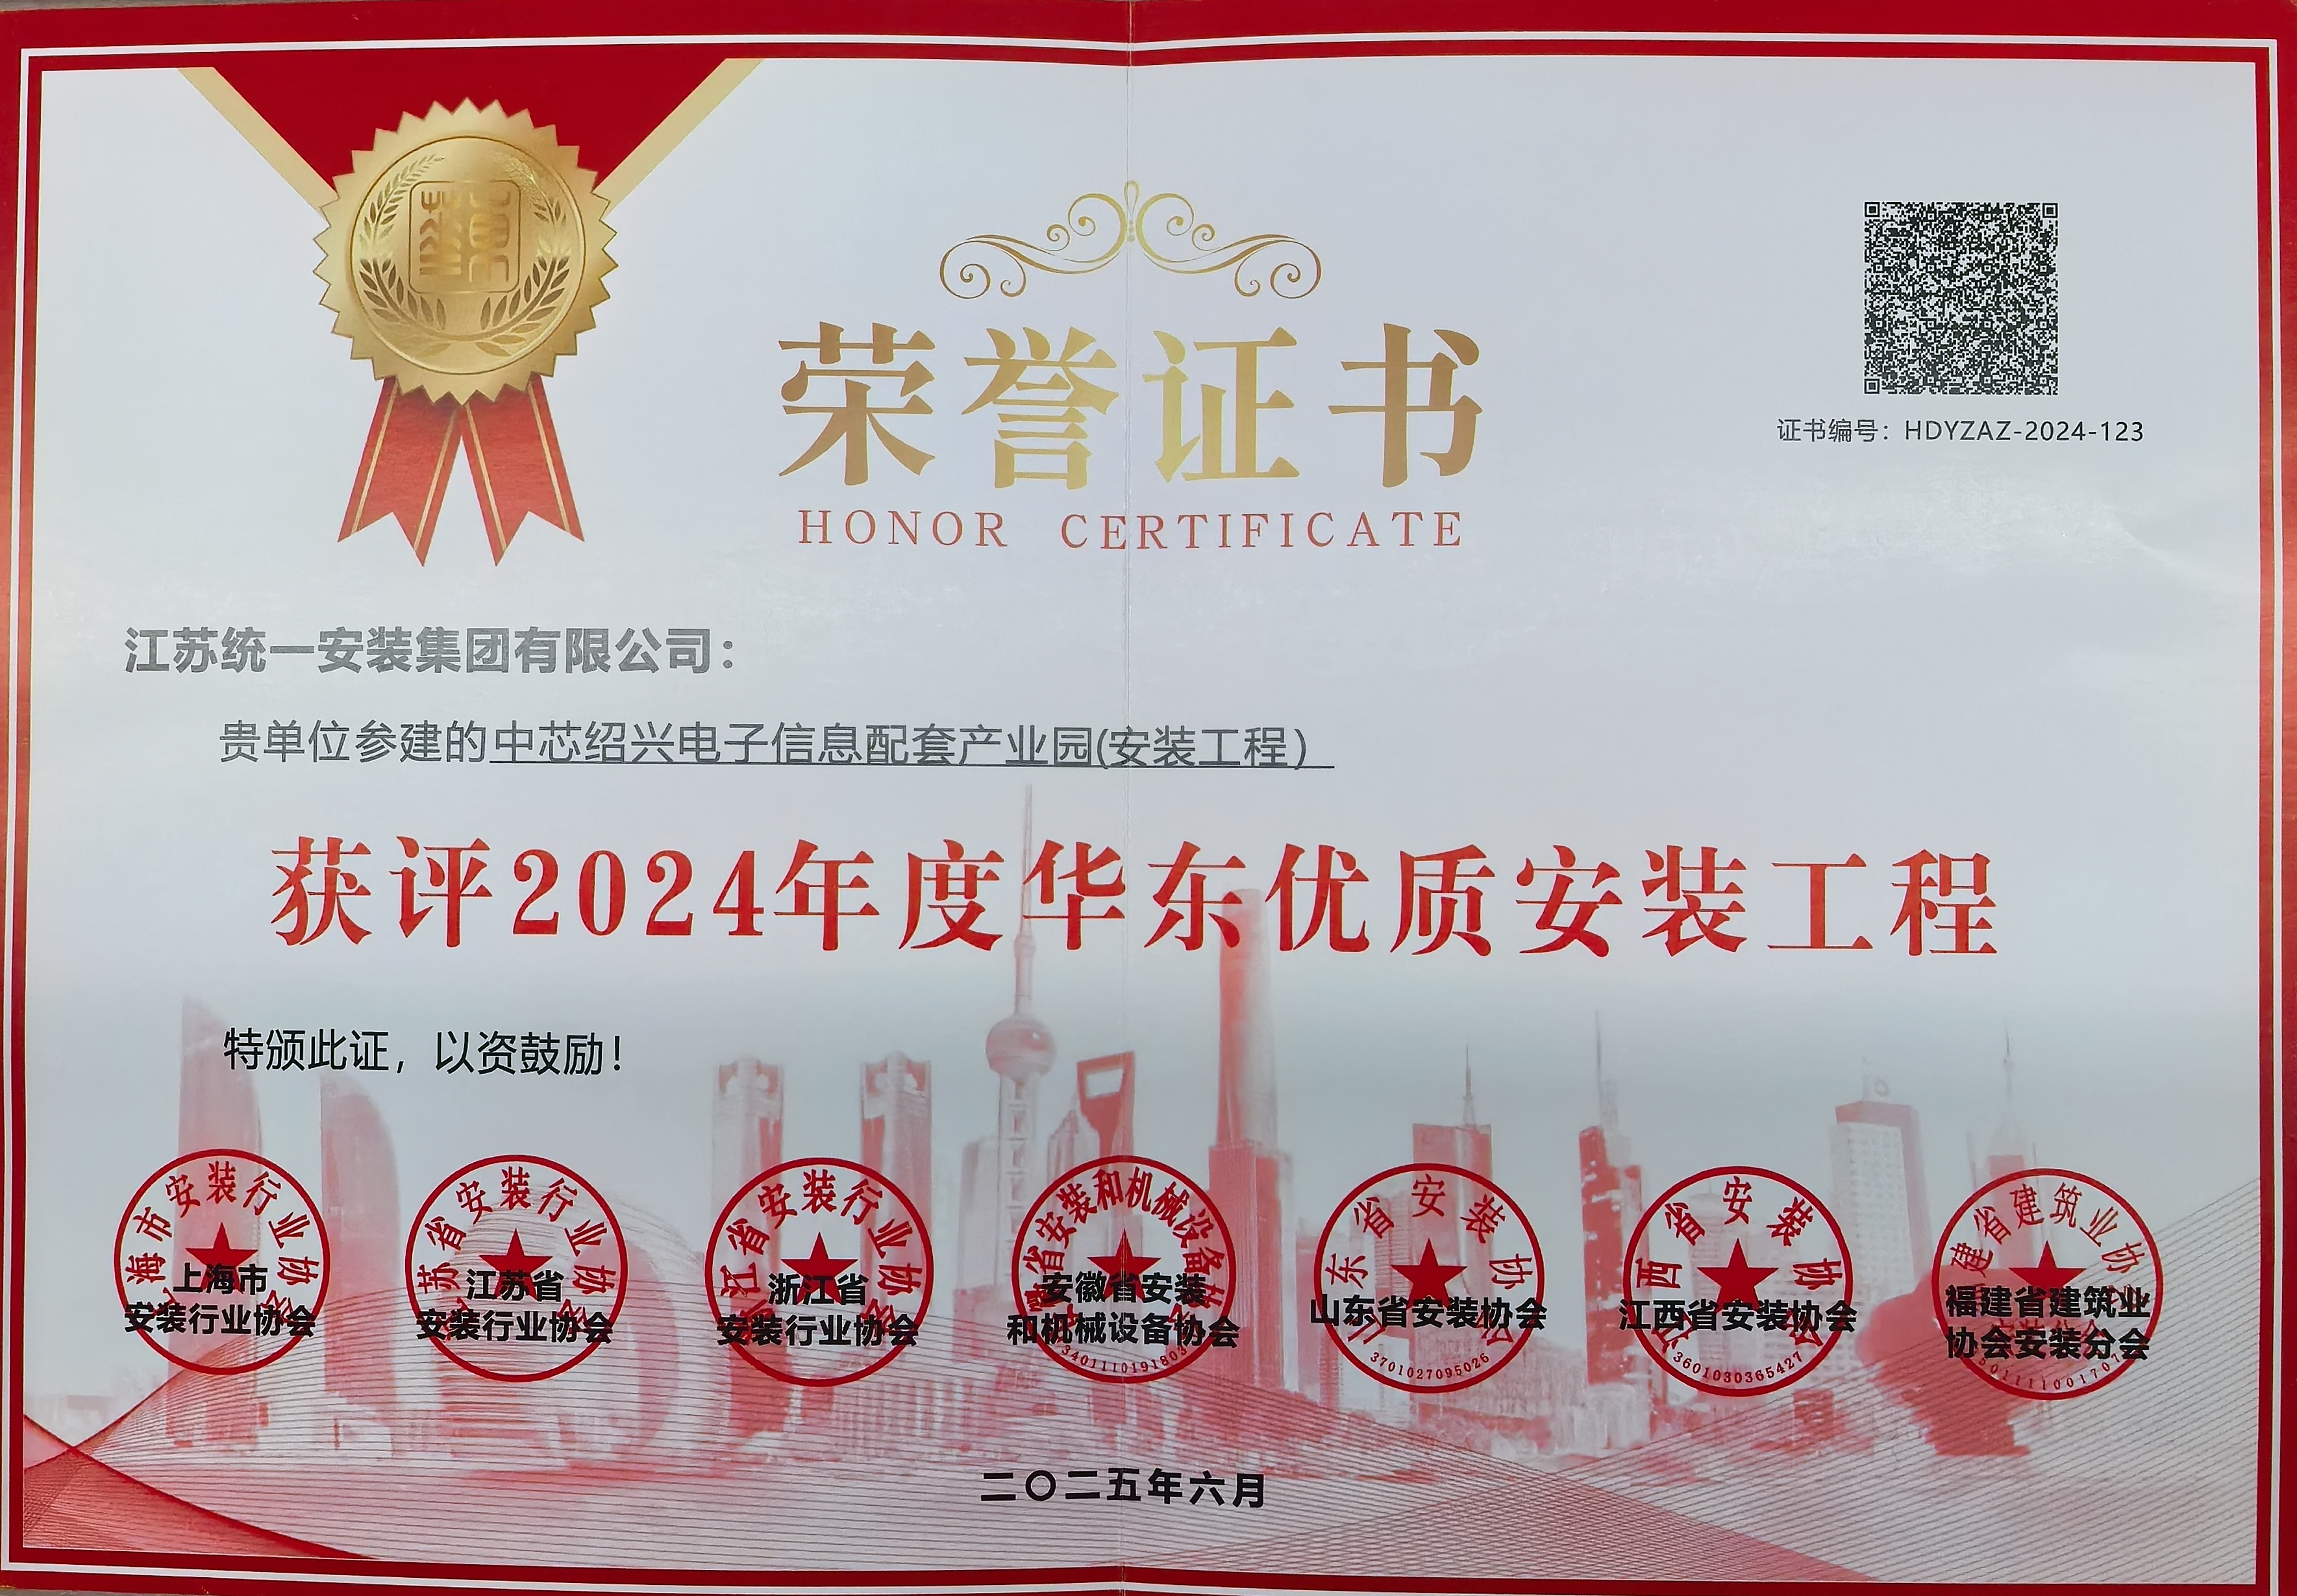 荣誉证书
HONOR CERTIFICATE
证书编号：HDYZAZ-2024-123
江苏统一安装集团有限公司：
贵单位参建的中芯绍兴电子信息配套产业园(安装工程）
获评2024年度华东优质安装工程
特颁此证，以资鼓励！
上海市
安装行业协会
江苏省
安装行业协会
浙江省
安装行业协会
安徽省安装
和机械设备协会
山东省安装协会
3701027095026
江西省安装协会
3601030365427
福建省建筑业
协会安装分会
二〇二五年六月